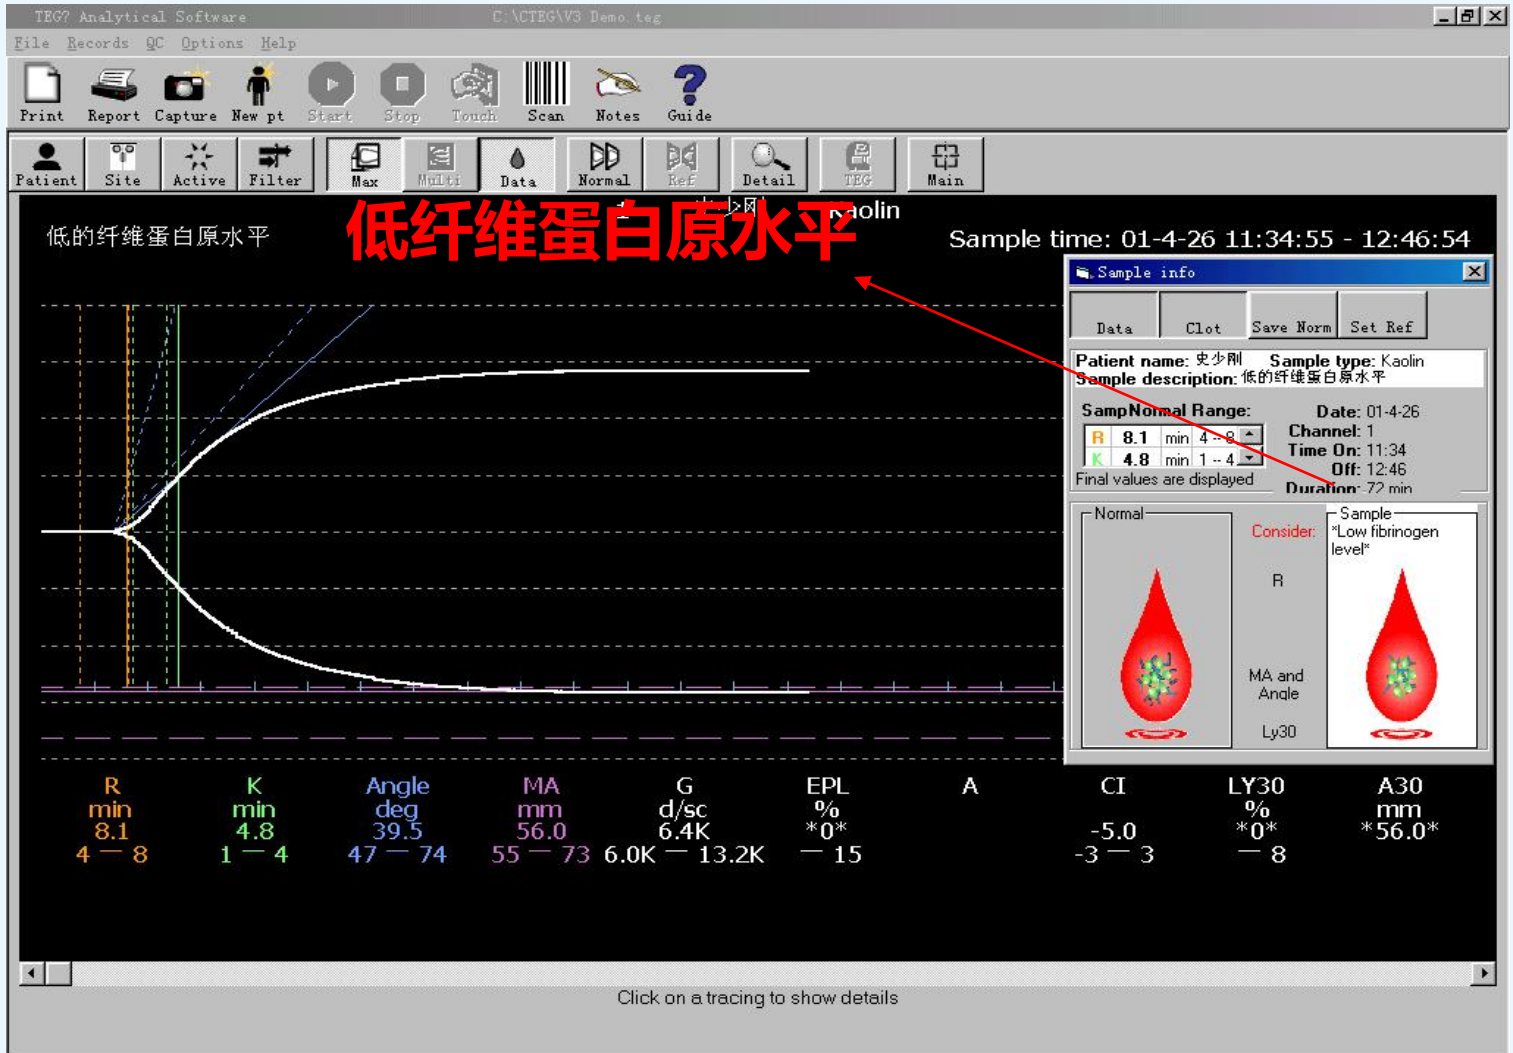 TEG? Analytical Software C:\CTEG\V3 Demo.teg
File Records QC Options Help
Print Report Capture New pt Start Stop Touch Scan Notes Guide
Patient Site Active Filter Max Multi Data Normal Ref Detail TEG Main
Kaolin
低的纤维蛋白原水平
低纤维蛋白原水平
Sample time: 01-4-26 11:34:55 - 12:46:54
Sample info
Data Clot Save Norm Set Ref
Patient name: 史少刚 Sample type: Kaolin
Sample description: 低的纤维蛋白原水平
Samp Normal Range:
R 8.1 min 4 -- 8
K 4.8 min 1 -- 4
Final values are displayed
Date: 01-4-26
Channel: 1
Time On: 11:34
Off: 12:46
Duration: 72 min
Normal
Consider:
R
MA and
Angle
Ly30
Sample
*Low fibrinogen
level*
R K Angle MA G EPL A CI LY30 A30
min min deg mm d/sc % % mm
8.1 4.8 39.5 56.0 6.4K *0* -5.0 *0* *56.0*
4 — 8 1 — 4 47 — 74 55 — 73 6.0K — 13.2K — 15 -3 — 3 — 8
Click on a tracing to show details